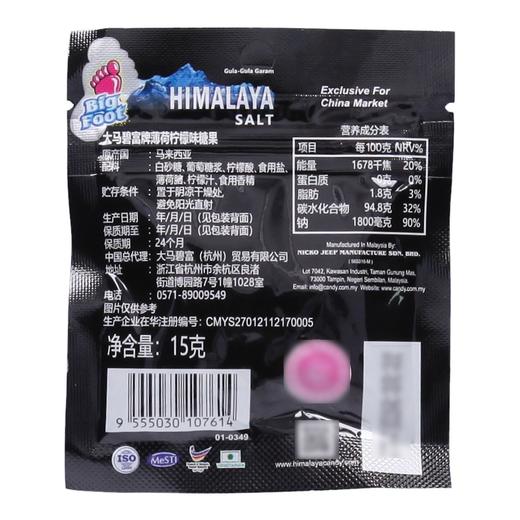 Gula-Gula Garam
Big Foot
HIMALAYA
SALT
Exclusive For
China Market
大马碧富牌薄荷柠檬味糖果
原产国：马来西亚
配料：白砂糖、葡萄糖浆、柠檬酸、食用盐、
薄荷脑、柠檬汁、食用香精
贮存条件：置于阴凉干燥处，
避免阳光直射
生产日期：年/月/日（见包装背面）
保质期至：年/月/日（见包装背面）
保质期：24个月
中国总代理：大马碧富（杭州）贸易有限公司
地址：浙江省杭州市余杭区良渚
街道博园路7号1幢1028室
电话：0571-89009549
图片仅供参考
生产企业在华注册编号：CMYS27012112170005
净含量：15克
营养成分表
项目 每100克 NRV%
能量 1678千焦 20%
蛋白质 0克 0%
脂肪 1.8克 3%
碳水化合物 94.8克 32%
钠 1800毫克 90%
Manufactured In Malaysia By:
NICKO JEEP MANUFACTURE SDN. BHD.
Lot 7042, Kawasan Industri, Taman Gunung Mas,
73000 Tampin, Negeri Sembilan, Malaysia.
9 555030 107614
01-0349
ISO
MeSTI